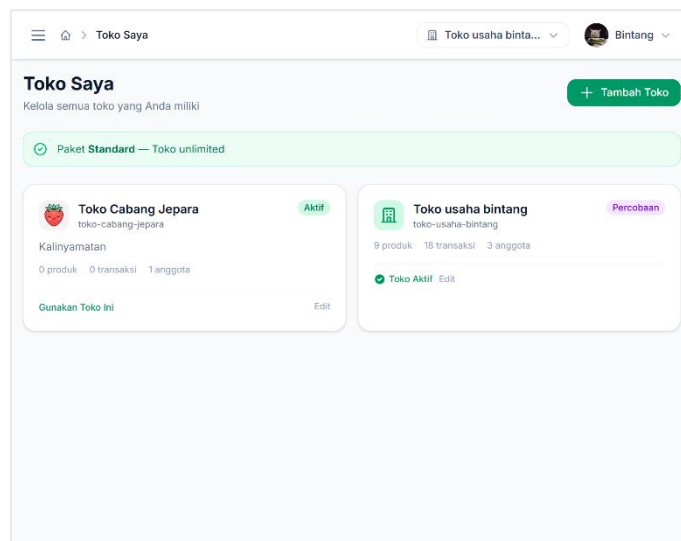 Toko Saya
Toko usaha binta...
Bintang
Toko Saya
Kelola semua toko yang Anda miliki
Tambah Toko
Paket Standard — Toko unlimited
Toko Cabang Jepara
Aktif
toko-cabang-jepara
Kalinyamatan
0 produk 0 transaksi 1 anggota
Gunakan Toko Ini
Edit
Toko usaha bintang
Percobaan
toko-usaha-bintang
9 produk 18 transaksi 3 anggota
Toko Aktif Edit